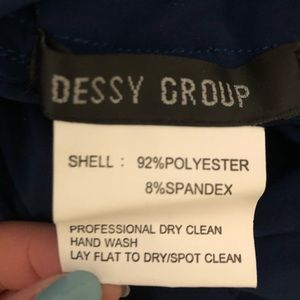 DESSY GROUP
SHELL : 92%POLYESTER
8%SPANDEX
PROFESSIONAL DRY CLEAN
HAND WASH
LAY FLAT TO DRY/SPOT CLEAN